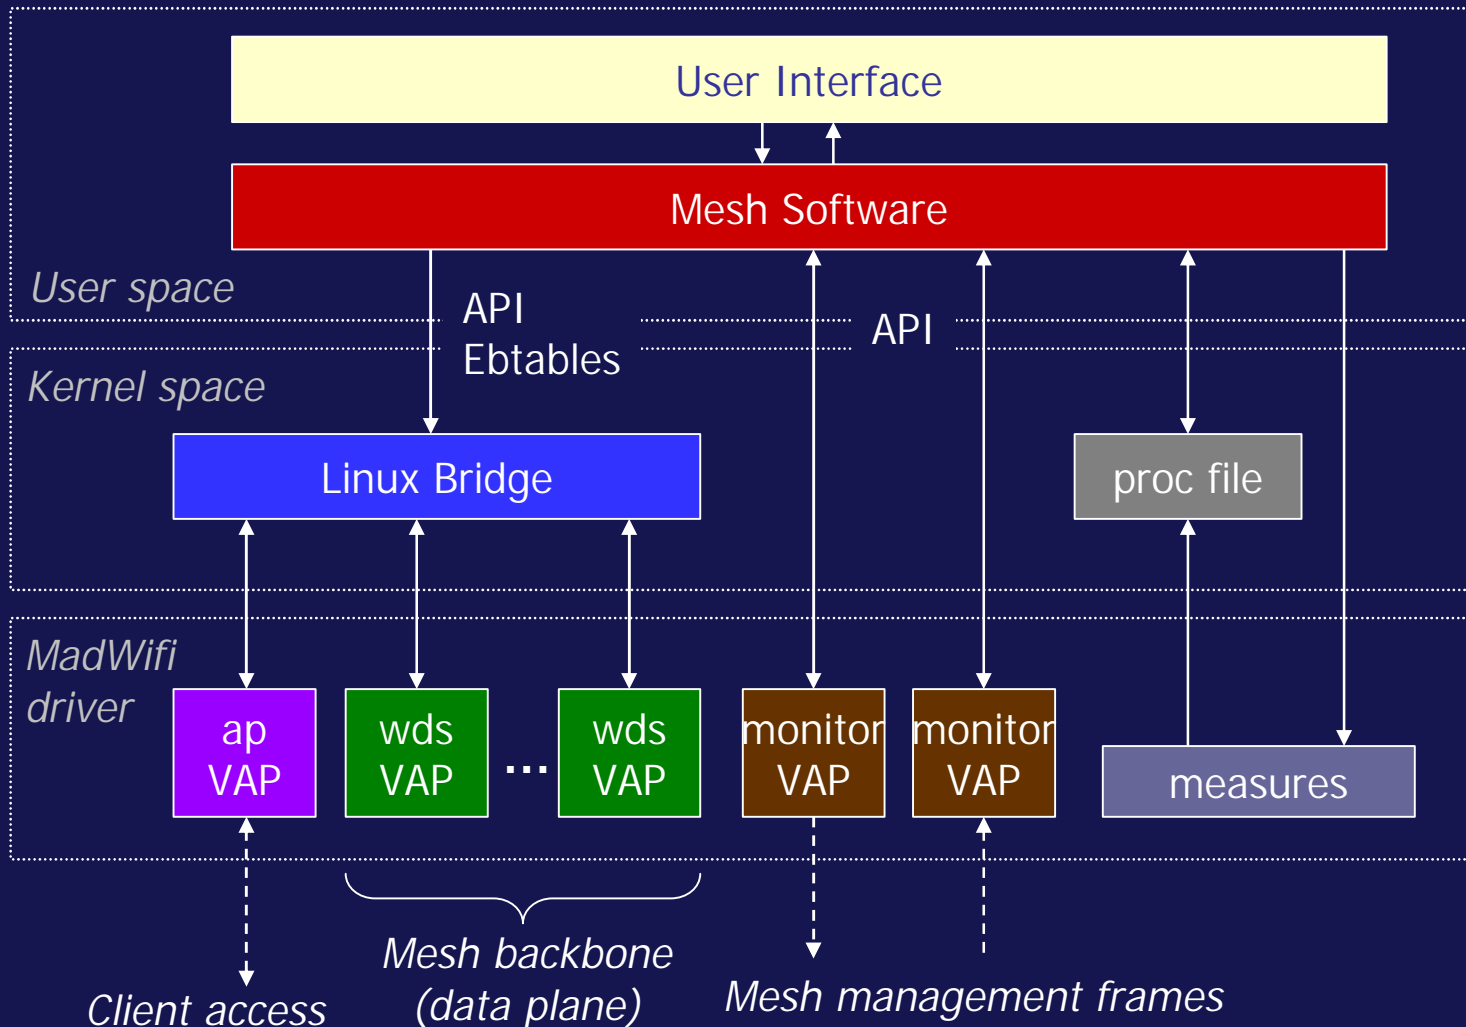 User Interface
Mesh Software
User space
API
Ebtables
API
Kernel space
Linux Bridge
proc file
MadWifi
driver
ap
VAP
wds
VAP
...
wds
VAP
monitor
VAP
monitor
VAP
measures
Mesh backbone
(data plane)
Client access
Mesh management frames